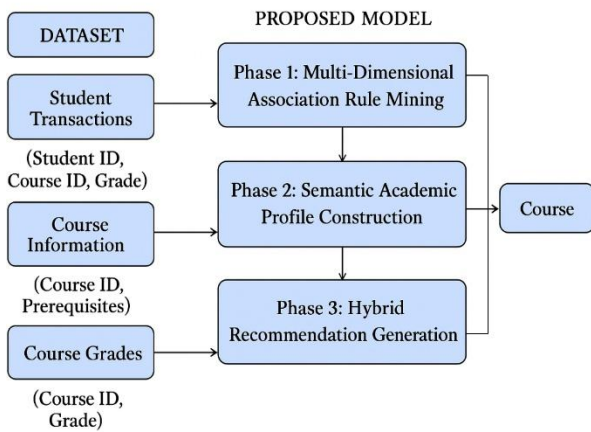 PROPOSED MODEL
DATASET
Student
Transactions
(Student ID,
Course ID, Grade)
Course
Information
(Course ID,
Prerequisites)
Course Grades
(Course ID,
Grade)
Phase 1: Multi-Dimensional
Association Rule Mining
Phase 2: Semantic Academic
Profile Construction
Phase 3: Hybrid
Recommendation Generation
Course